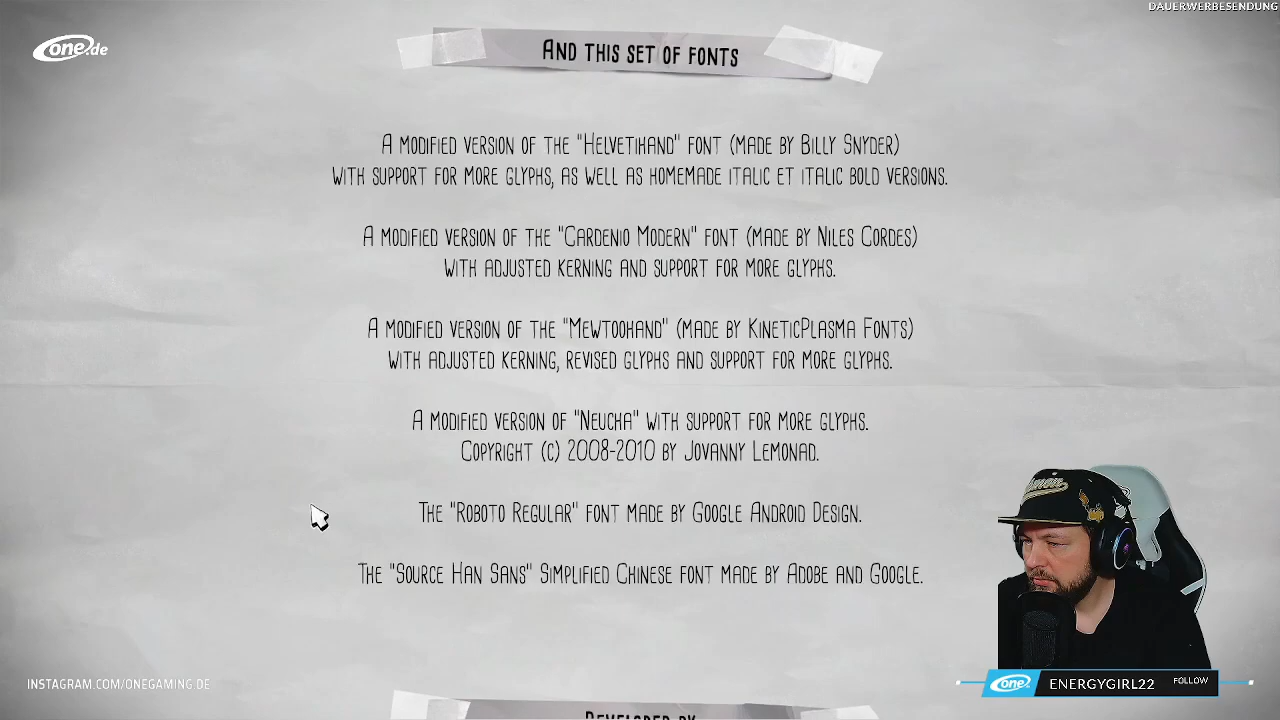 DAUERWERBESENDUNG
one.de
And this set of fonts
A modified version of the "Helvetihand" font (made by Billy Snyder)
with support for more glyphs, as well as homemade italic et italic bold versions.
A modified version of the "Cardenio Modern" font (made by Niles Cordes)
with adjusted kerning and support for more glyphs.
A modified version of the "Mewtoohand" (made by KineticPlasma Fonts)
with adjusted kerning, revised glyphs and support for more glyphs.
A modified version of "Neucha" with support for more glyphs.
Copyright (c) 2008-2010 by Jovanny Lemonad.
The "Roboto Regular" font made by Google Android Design.
The "Source Han Sans" Simplified Chinese font made by Adobe and Google.
INSTAGRAM.COM/ONEGAMING.DE
one. ENERGYGIRL22 FOLLOW
Developed by